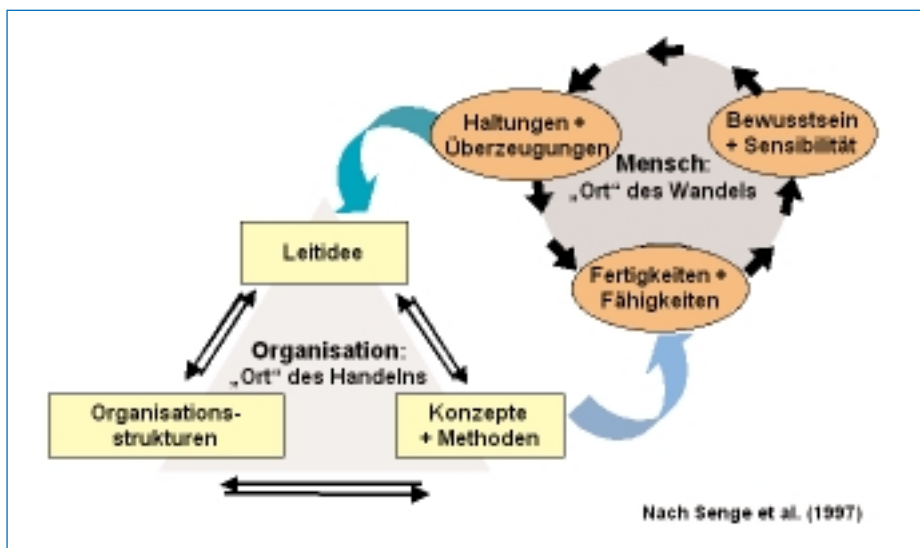 Haltungen +
Überzeugungen
Bewusstsein
+ Sensibilität
Mensch:
„Ort“ des Wandels
Fertigkeiten +
Fähigkeiten
Leitidee
Organisation:
„Ort“ des Handelns
Organisations-
strukturen
Konzepte
+ Methoden
Nach Senge et al. (1997)